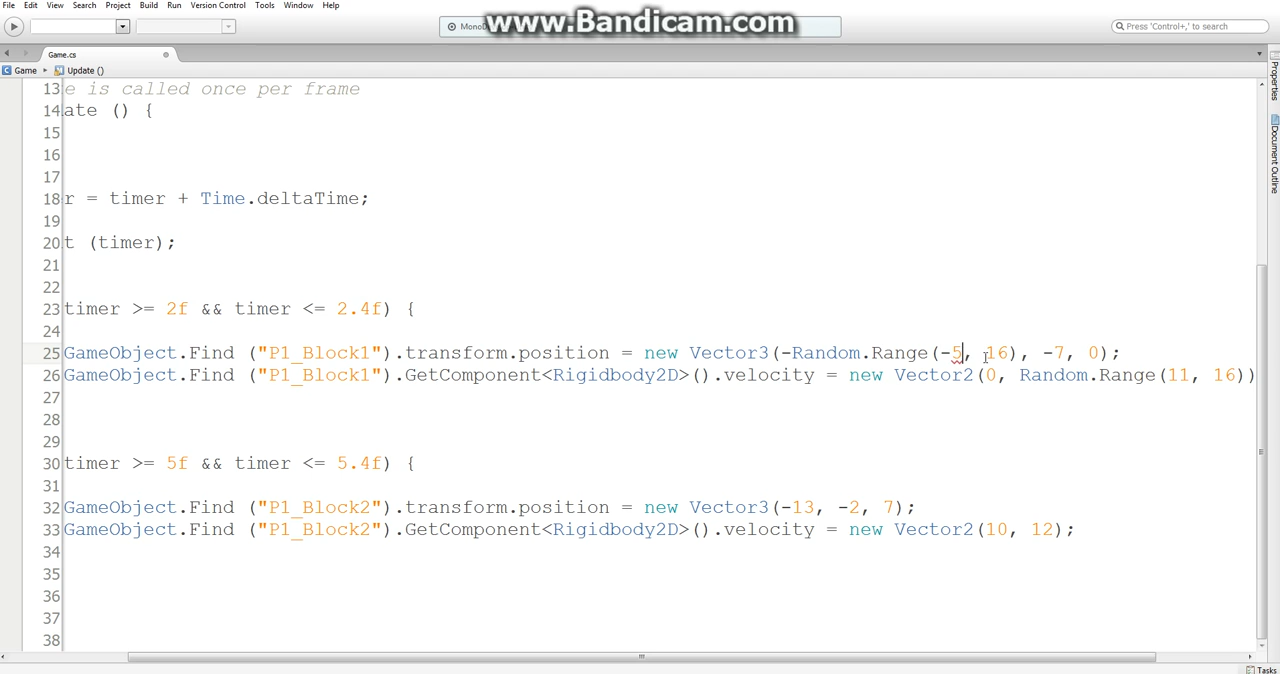 File Edit View Search Project Build Run Version Control Tools Window Help
www.Bandicam.com
Press 'Control+,' to search
Game.cs
Game Update ()
Properties
Document Outline
13 e is called once per frame
14 ate () {
15
16
17
18 r = timer + Time.deltaTime;
19
20 t (timer);
21
22
23 timer >= 2f && timer <= 2.4f) {
24
25 GameObject.Find ("P1_Block1").transform.position = new Vector3(-Random.Range(-5, 16), -7, 0);
26 GameObject.Find ("P1_Block1").GetComponent<Rigidbody2D>().velocity = new Vector2(0, Random.Range(11, 16))
27
28
29
30 timer >= 5f && timer <= 5.4f) {
31
32 GameObject.Find ("P1_Block2").transform.position = new Vector3(-13, -2, 7);
33 GameObject.Find ("P1_Block2").GetComponent<Rigidbody2D>().velocity = new Vector2(10, 12);
34
35
36
37
38
Tasks